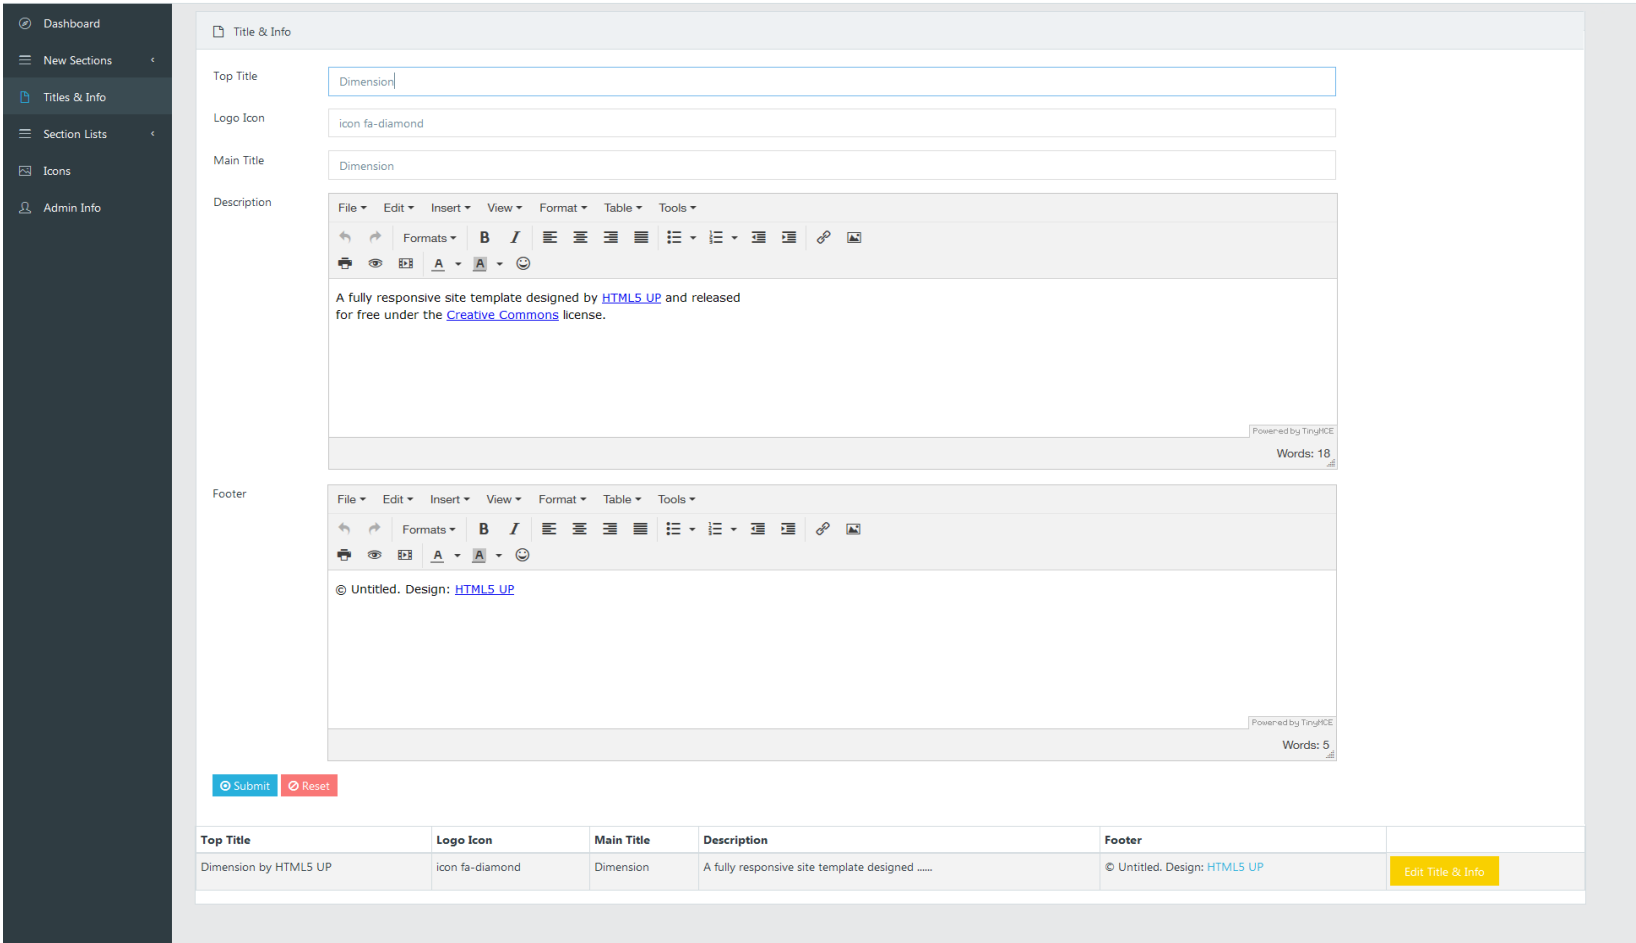 Dashboard
New Sections
Titles & Info
Section Lists
Icons
Admin Info
Title & Info
Top Title
Dimension
Logo Icon
icon fa-diamond
Main Title
Dimension
Description
File Edit Insert View Format Table Tools
Formats B I
A A
A fully responsive site template designed by HTML5 UP and released
for free under the Creative Commons license.
Powered by TinyMCE
Words: 18
Footer
File Edit Insert View Format Table Tools
Formats B I
A A
© Untitled. Design: HTML5 UP
Powered by TinyMCE
Words: 5
Submit Reset
Top Title Logo Icon Main Title Description Footer
Dimension by HTML5 UP icon fa-diamond Dimension A fully responsive site template designed ...... © Untitled. Design: HTML5 UP Edit Title & Info